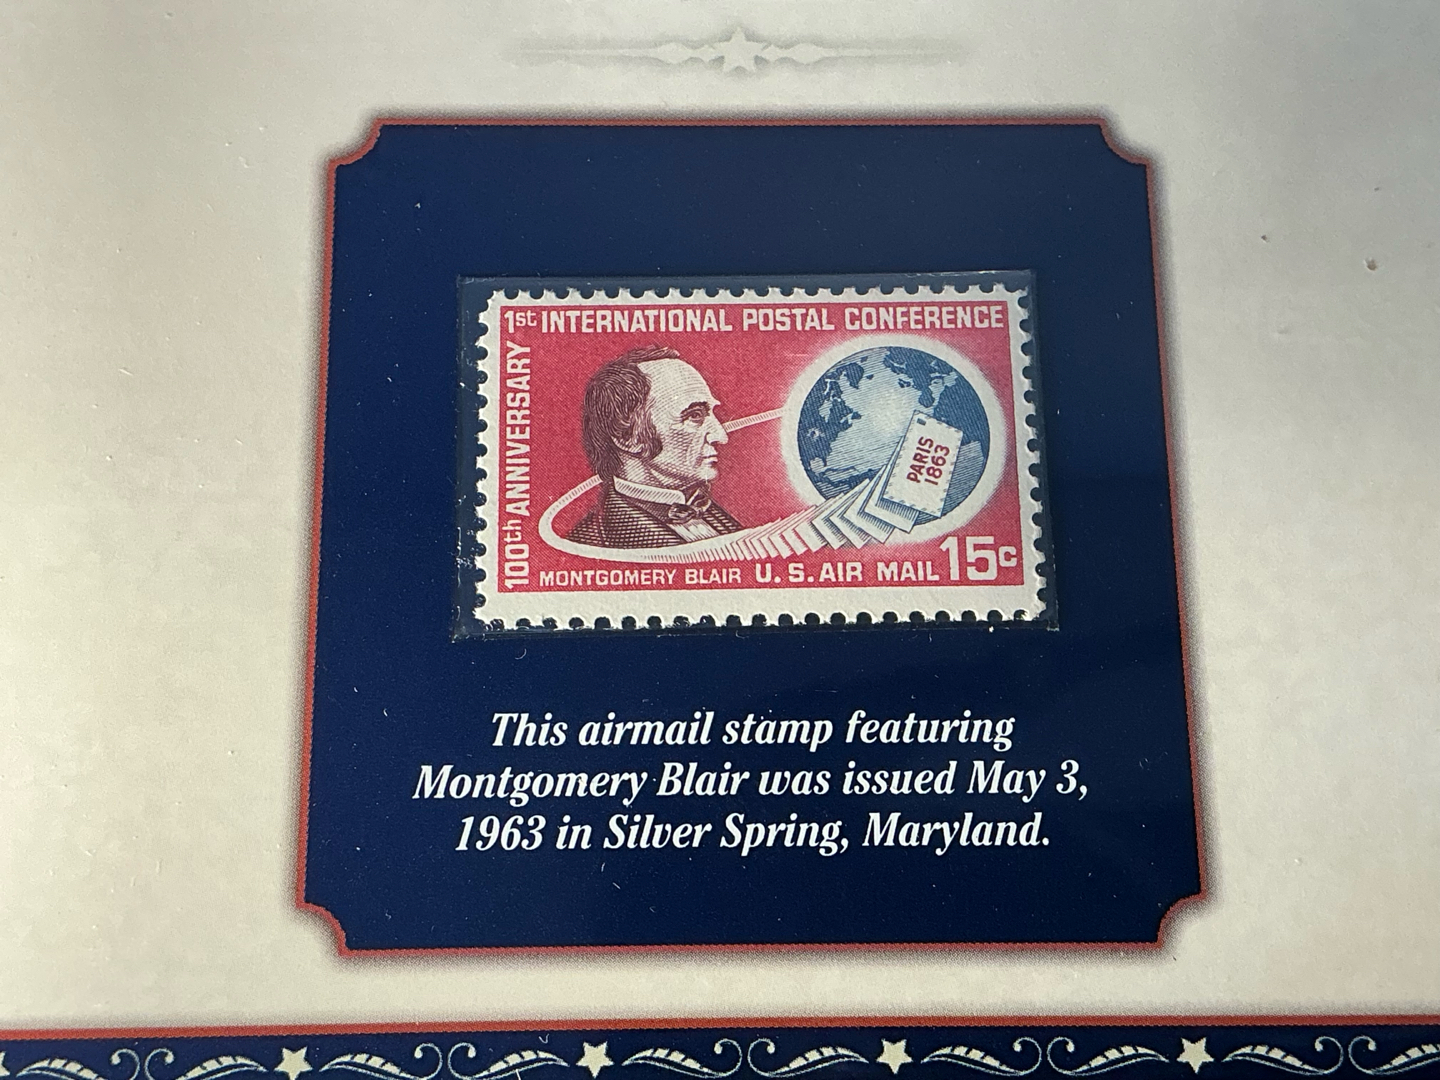 1st INTERNATIONAL POSTAL CONFERENCE
100th ANNIVERSARY
PARIS
1863
MONTGOMERY BLAIR U.S. AIR MAIL 15c
This airmail stamp featuring
Montgomery Blair was issued May 3,
1963 in Silver Spring, Maryland.